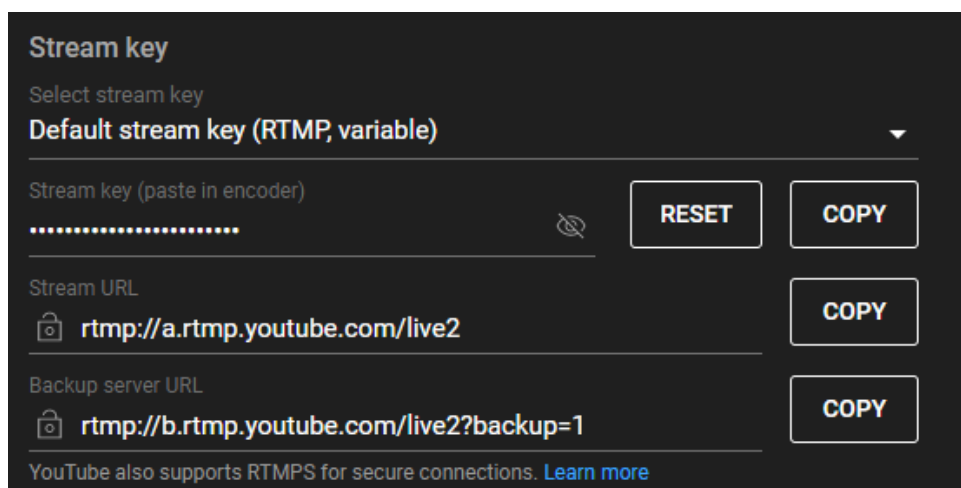 Stream key
Select stream key
Default stream key (RTMP, variable)
Stream key (paste in encoder)
••••••••••••••••••••••••
RESET
COPY
Stream URL
rtmp://a.rtmp.youtube.com/live2
COPY
Backup server URL
rtmp://b.rtmp.youtube.com/live2?backup=1
COPY
YouTube also supports RTMPS for secure connections. Learn more